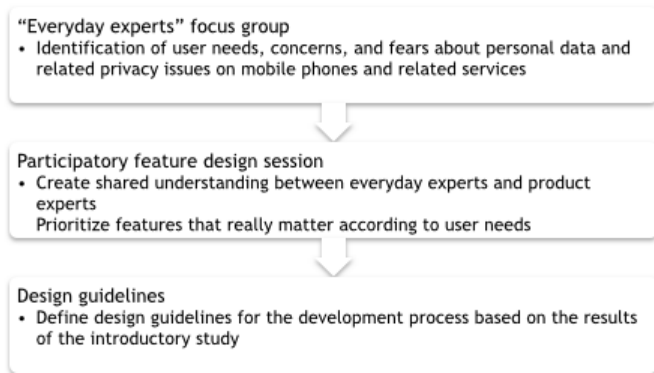 “Everyday experts” focus group
• Identification of user needs, concerns, and fears about personal data and
related privacy issues on mobile phones and related services
Participatory feature design session
• Create shared understanding between everyday experts and product
experts
Prioritize features that really matter according to user needs
Design guidelines
• Define design guidelines for the development process based on the results
of the introductory study